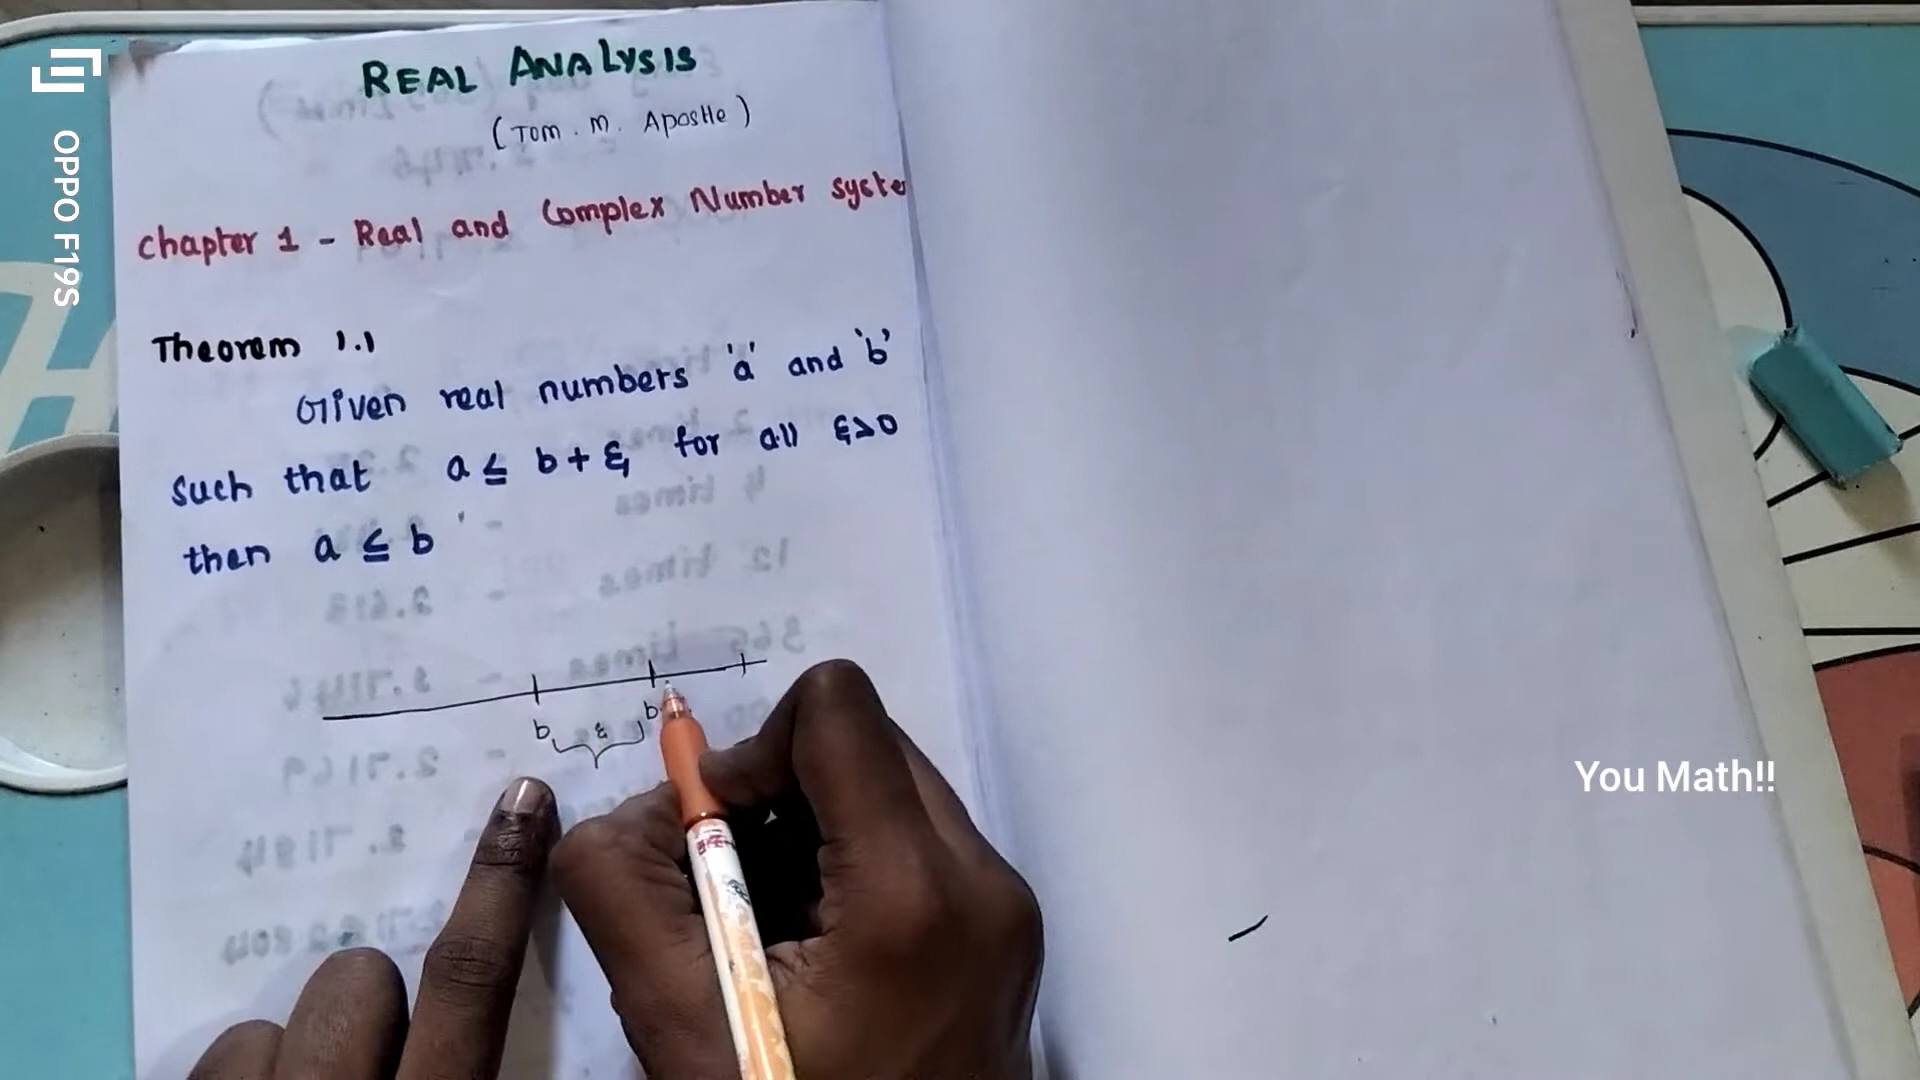 REAL ANALYSIS
(Tom. M. Apostle)
Chapter 1 - Real and Complex Number syste
Theorem 1.1
Given real numbers 'a' and 'b'
such that a ≤ b + ε, for all ε>0
then a ≤ b
b ε b
OPPO F19S
You Math!!